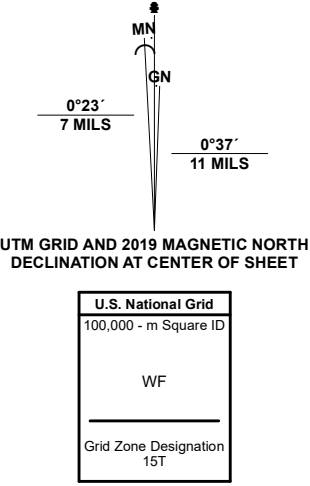 MN
GN
0°23´
7 MILS
0°37´
11 MILS
UTM GRID AND 2019 MAGNETIC NORTH
DECLINATION AT CENTER OF SHEET
U.S. National Grid
100,000 - m Square ID
WF
Grid Zone Designation
15T